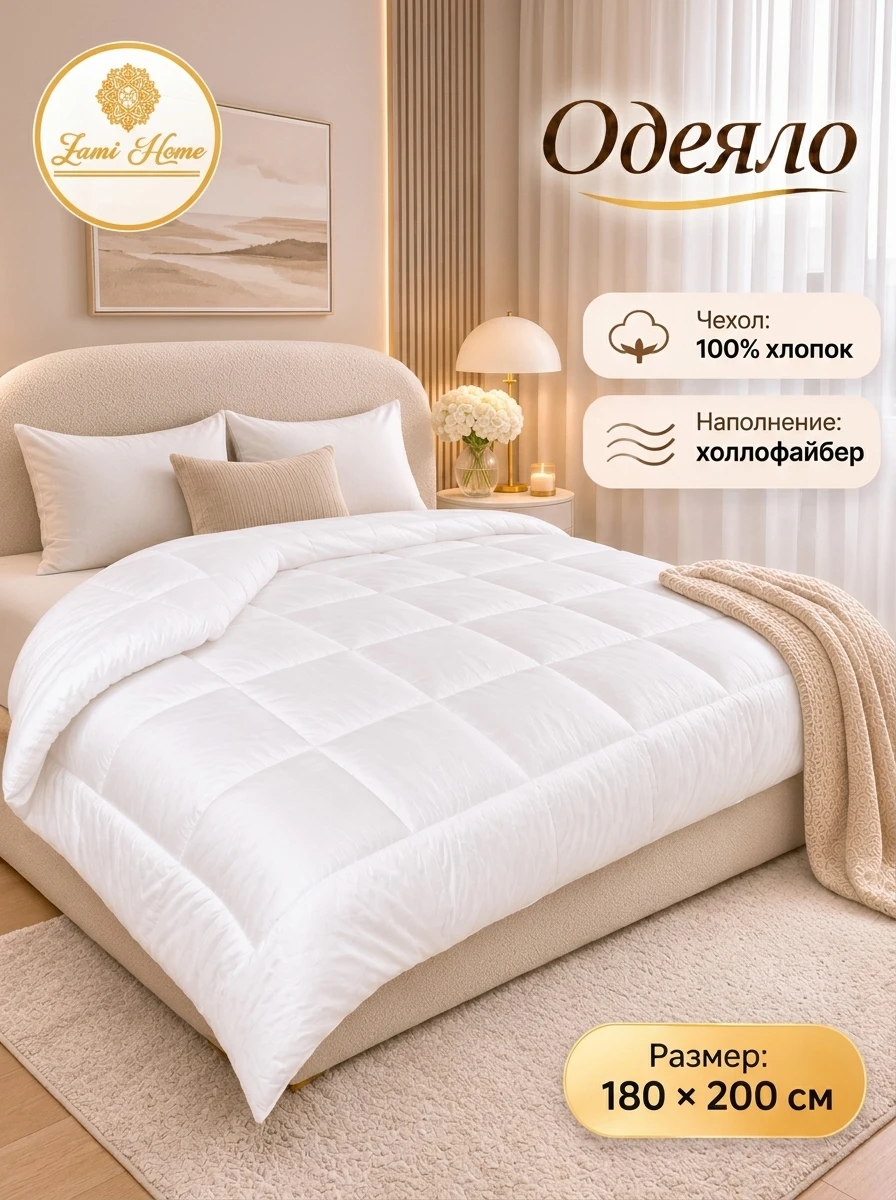 Zami Home
Одеяло
Чехол:
100% хлопок
Наполнение:
холлофайбер
Размер:
180 × 200 см